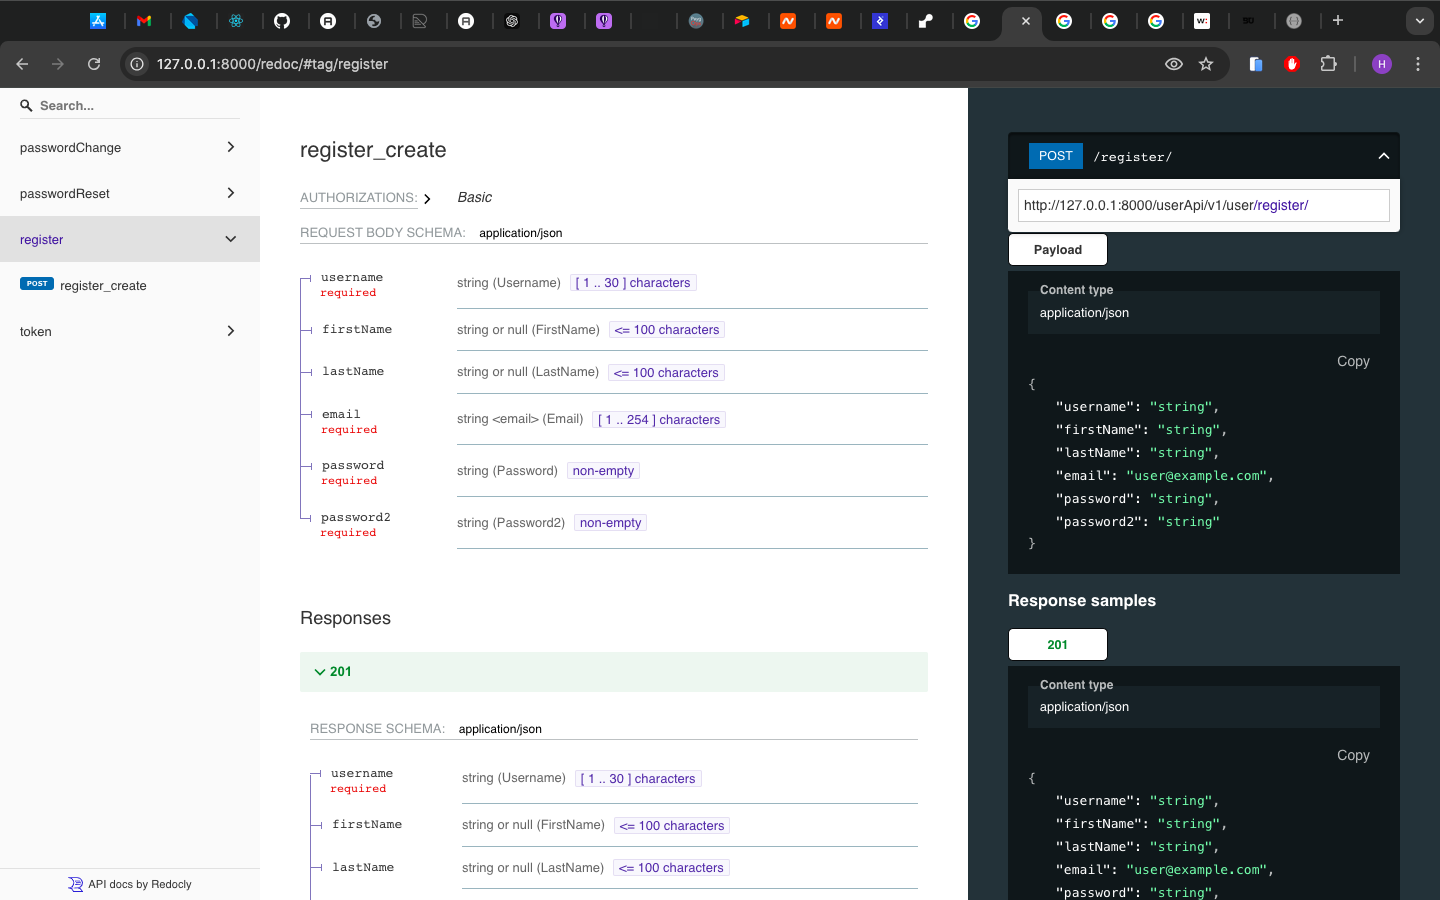 127.0.0.1:8000/redoc/#tag/register
H
Search...
passwordChange
passwordReset
register
POST register_create
token
API docs by Redocly
register_create
AUTHORIZATIONS: Basic
REQUEST BODY SCHEMA: application/json
username required string (Username) [ 1 .. 30 ] characters
firstName string or null (FirstName) <= 100 characters
lastName string or null (LastName) <= 100 characters
email required string <email> (Email) [ 1 .. 254 ] characters
password required string (Password) non-empty
password2 required string (Password2) non-empty
Responses
201
RESPONSE SCHEMA: application/json
username required string (Username) [ 1 .. 30 ] characters
firstName string or null (FirstName) <= 100 characters
lastName string or null (LastName) <= 100 characters
POST /register/
http://127.0.0.1:8000/userApi/v1/user/register/
Payload
Content type
application/json
Copy
{
"username": "string",
"firstName": "string",
"lastName": "string",
"email": "user@example.com",
"password": "string",
"password2": "string"
}
Response samples
201
Content type
application/json
Copy
{
"username": "string",
"firstName": "string",
"lastName": "string",
"email": "user@example.com",
"password": "string",